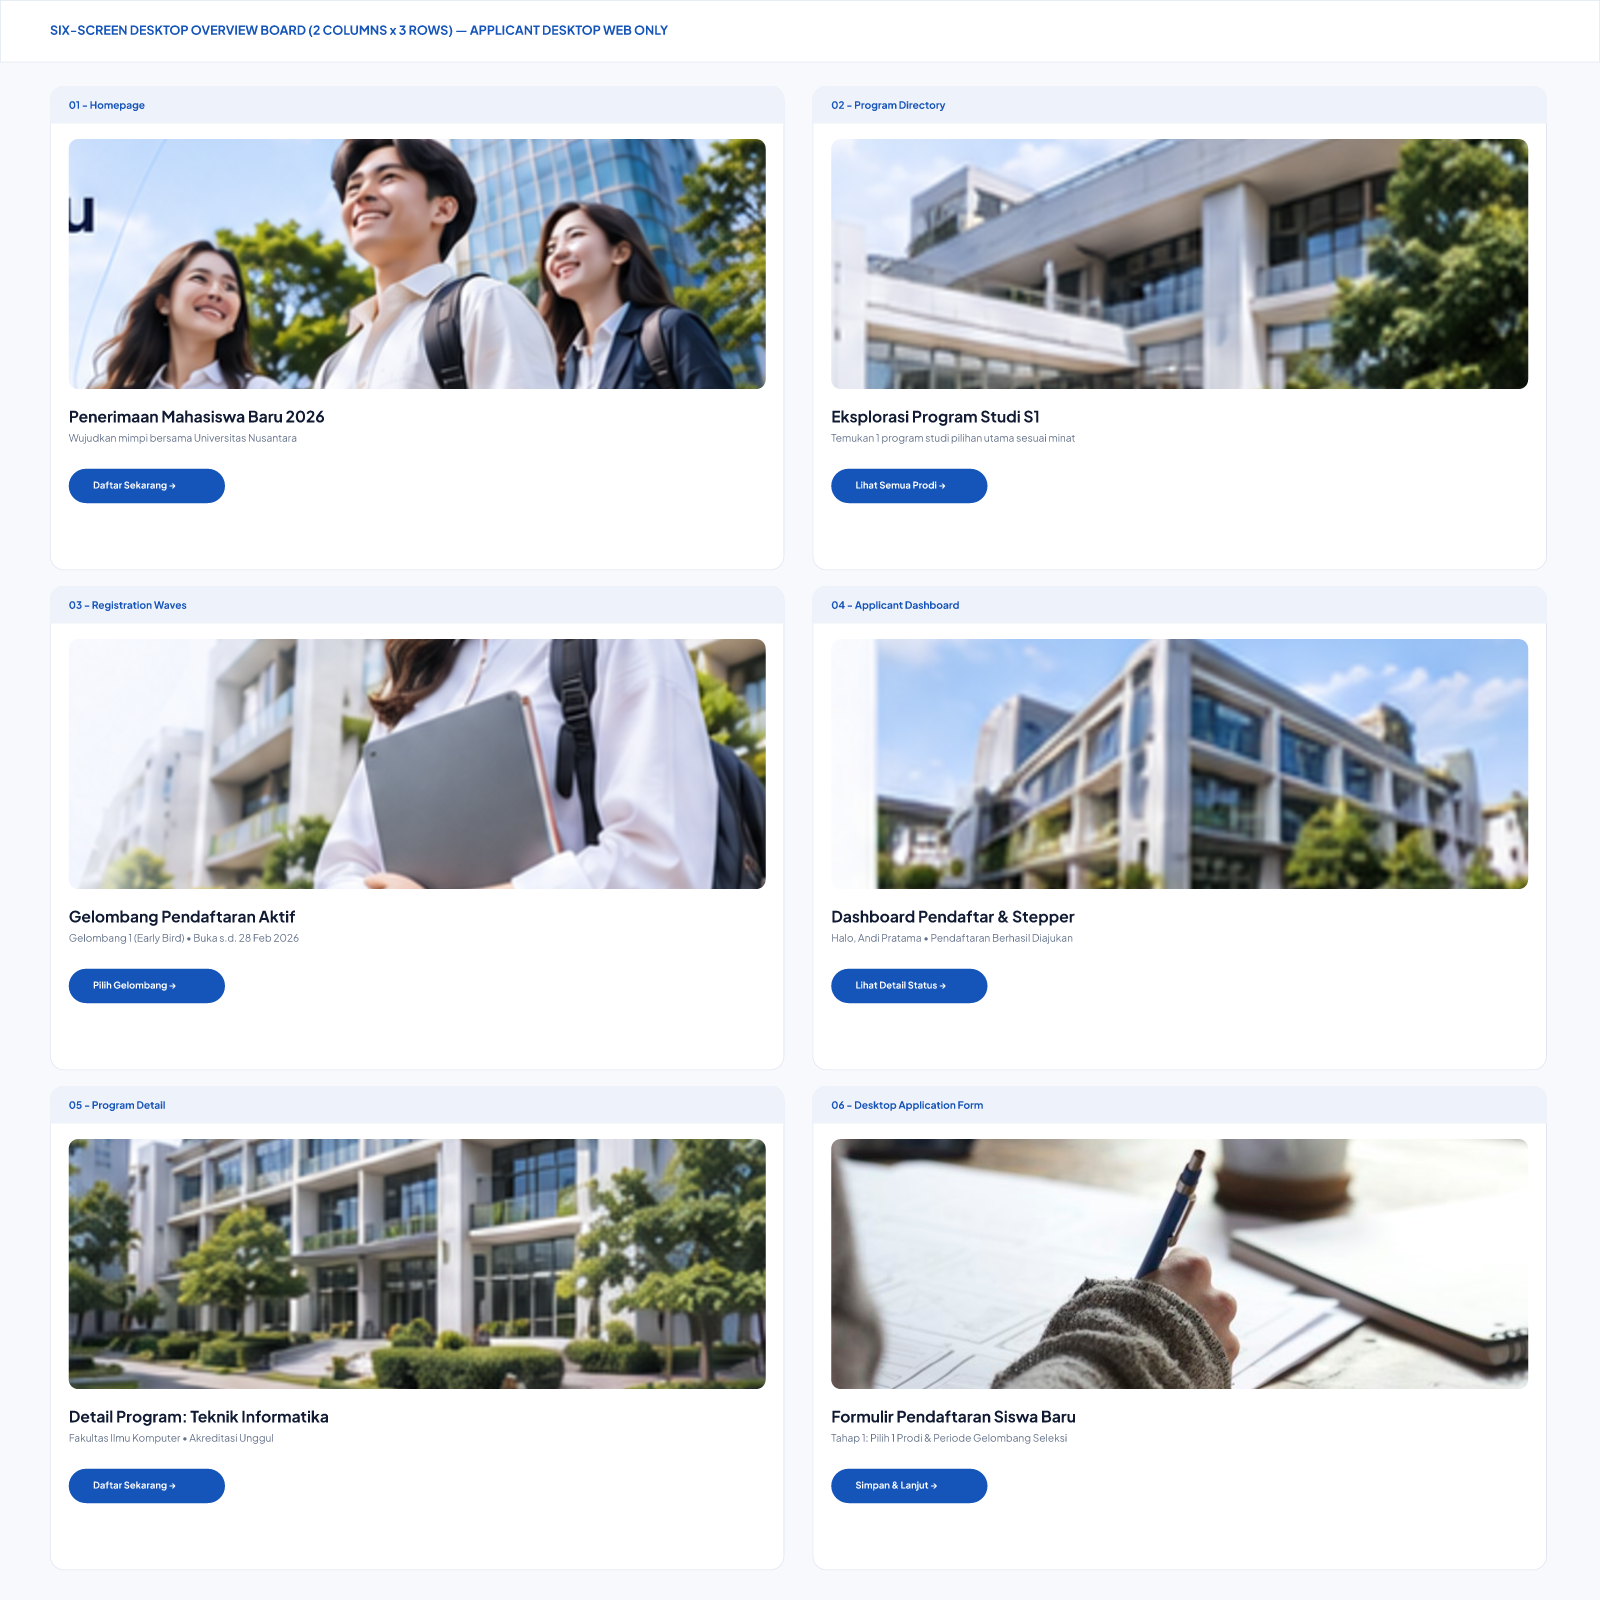 SIX-SCREEN DESKTOP OVERVIEW BOARD (2 COLUMNS x 3 ROWS) — APPLICANT DESKTOP WEB ONLY
01 - Homepage
u
Penerimaan Mahasiswa Baru 2026
Wujudkan mimpi bersama Universitas Nusantara
Daftar Sekarang →
02 - Program Directory
Eksplorasi Program Studi S1
Temukan 1 program studi pilihan utama sesuai minat
Lihat Semua Prodi →
03 - Registration Waves
Gelombang Pendaftaran Aktif
Gelombang 1 (Early Bird) • Buka s.d. 28 Feb 2026
Pilih Gelombang →
04 - Applicant Dashboard
Dashboard Pendaftar & Stepper
Halo, Andi Pratama • Pendaftaran Berhasil Diajukan
Lihat Detail Status →
05 - Program Detail
Detail Program: Teknik Informatika
Fakultas Ilmu Komputer • Akreditasi Unggul
Daftar Sekarang →
06 - Desktop Application Form
Formulir Pendaftaran Siswa Baru
Tahap 1: Pilih 1 Prodi & Periode Gelombang Seleksi
Simpan & Lanjut →